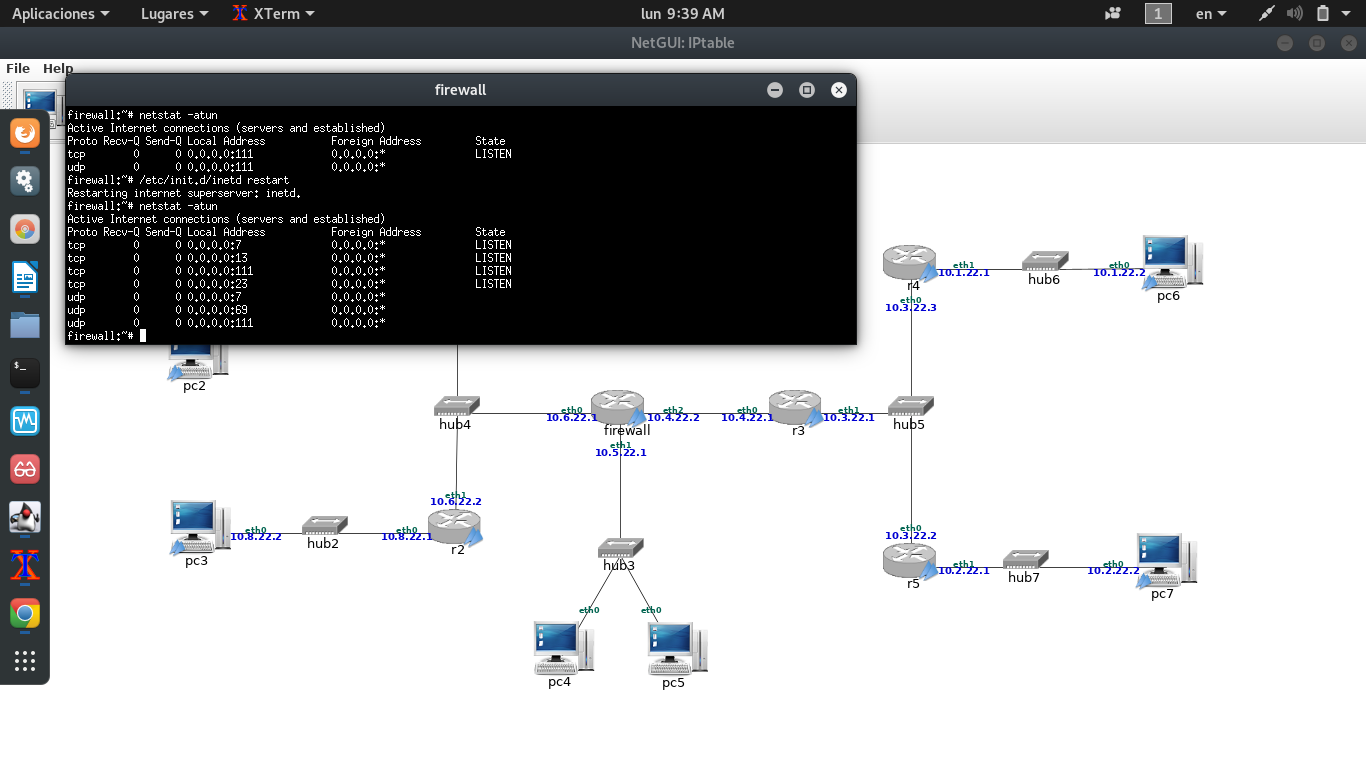 Aplicaciones Lugares XTerm lun 9:39 AM 1 en
NetGUI: IPtable
File Help
firewall
firewall:~# netstat -atun
Active Internet connections (servers and established)
Proto Recv-Q Send-Q Local Address Foreign Address State
tcp 0 0 0.0.0.0:111 0.0.0.0:* LISTEN
udp 0 0 0.0.0.0:111 0.0.0.0:*
firewall:~# /etc/init.d/inetd restart
Restarting internet superserver: inetd.
firewall:~# netstat -atun
Active Internet connections (servers and established)
Proto Recv-Q Send-Q Local Address Foreign Address State
tcp 0 0 0.0.0.0:7 0.0.0.0:* LISTEN
tcp 0 0 0.0.0.0:13 0.0.0.0:* LISTEN
tcp 0 0 0.0.0.0:111 0.0.0.0:* LISTEN
tcp 0 0 0.0.0.0:23 0.0.0.0:* LISTEN
udp 0 0 0.0.0.0:7 0.0.0.0:*
udp 0 0 0.0.0.0:69 0.0.0.0:*
udp 0 0 0.0.0.0:111 0.0.0.0:*
firewall:~#
eth1 eth0
10.1.22.1 10.1.22.2
r4 hub6 pc6
eth0
10.3.22.3
pc2
eth0 eth2 eth0 eth1
10.6.22.1 10.4.22.2 10.4.22.1 10.3.22.1
hub4 firewall r3 hub5
eth1
10.5.22.1
eth1
10.6.22.2
eth0 eth0
10.8.22.2 10.8.22.1
pc3 hub2 r2
eth0
10.3.22.2
hub3
eth1 eth0
10.2.22.1 10.2.22.2
r5 hub7 pc7
eth0 eth0
pc4 pc5